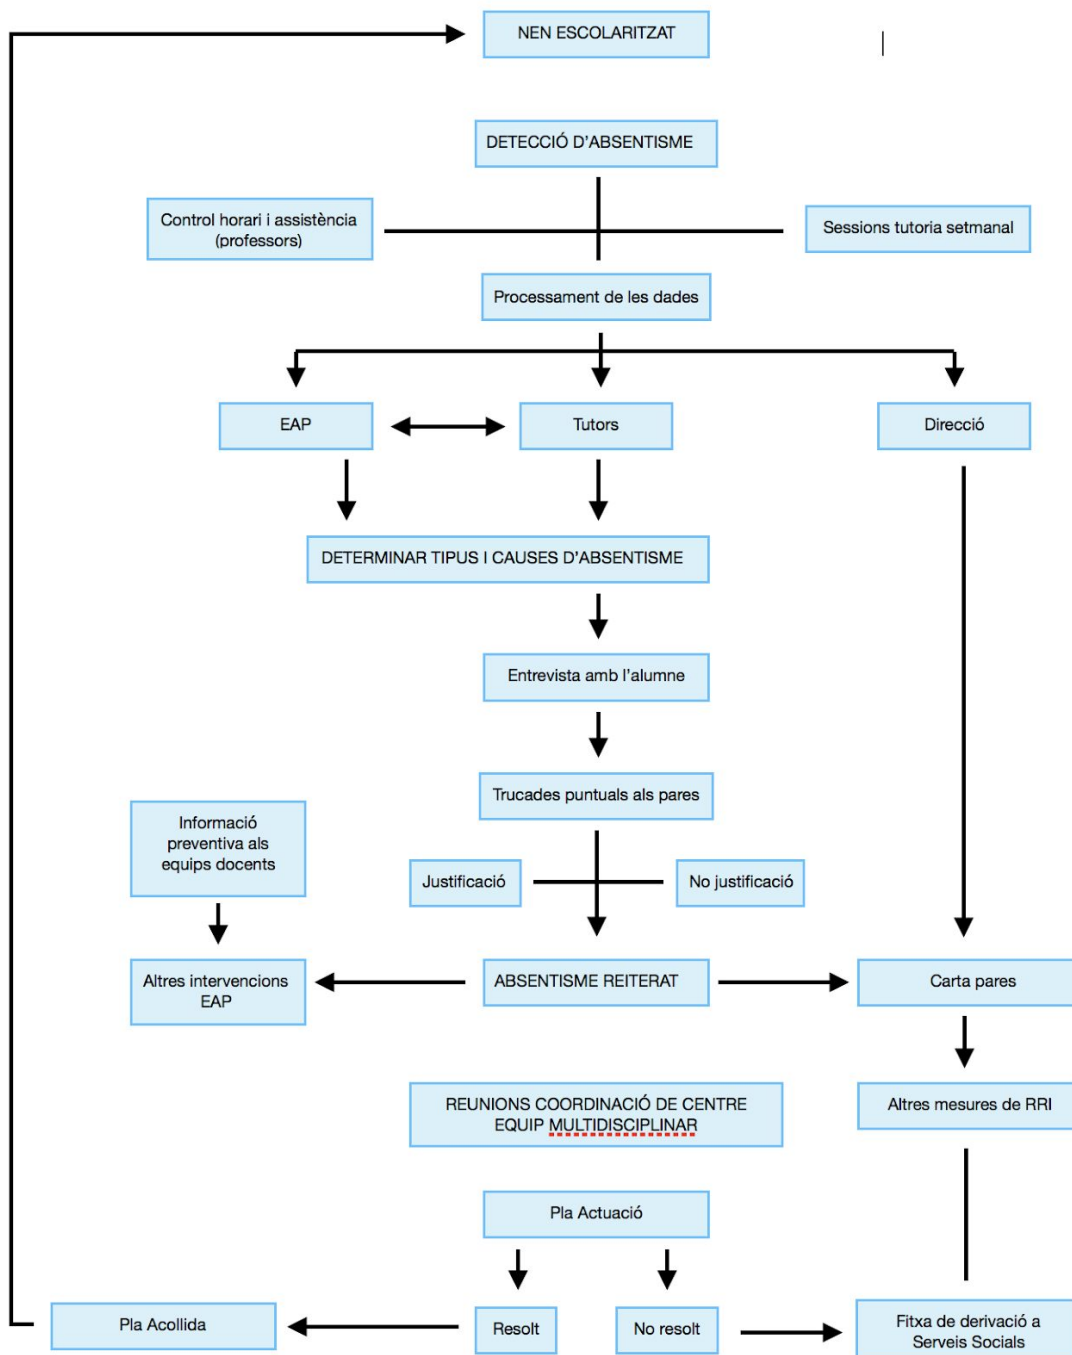 NEN ESCOLARITZAT
DETECCIÓ D'ABSENTISME
Control horari i assistència
(professors)
Sessions tutoria setmanal
Processament de les dades
EAP
Tutors
Direcció
DETERMINAR TIPUS I CAUSES D'ABSENTISME
Entrevista amb l'alumne
Trucades puntuals als pares
Informació
preventiva als
equips docents
Justificació
No justificació
Altres intervencions
EAP
ABSENTISME REITERAT
Carta pares
REUNIONS COORDINACIÓ DE CENTRE
EQUIP MULTIDISCIPLINAR
Altres mesures de RRI
Pla Actuació
Pla Acollida
Resolt
No resolt
Fitxa de derivació a
Serveis Socials